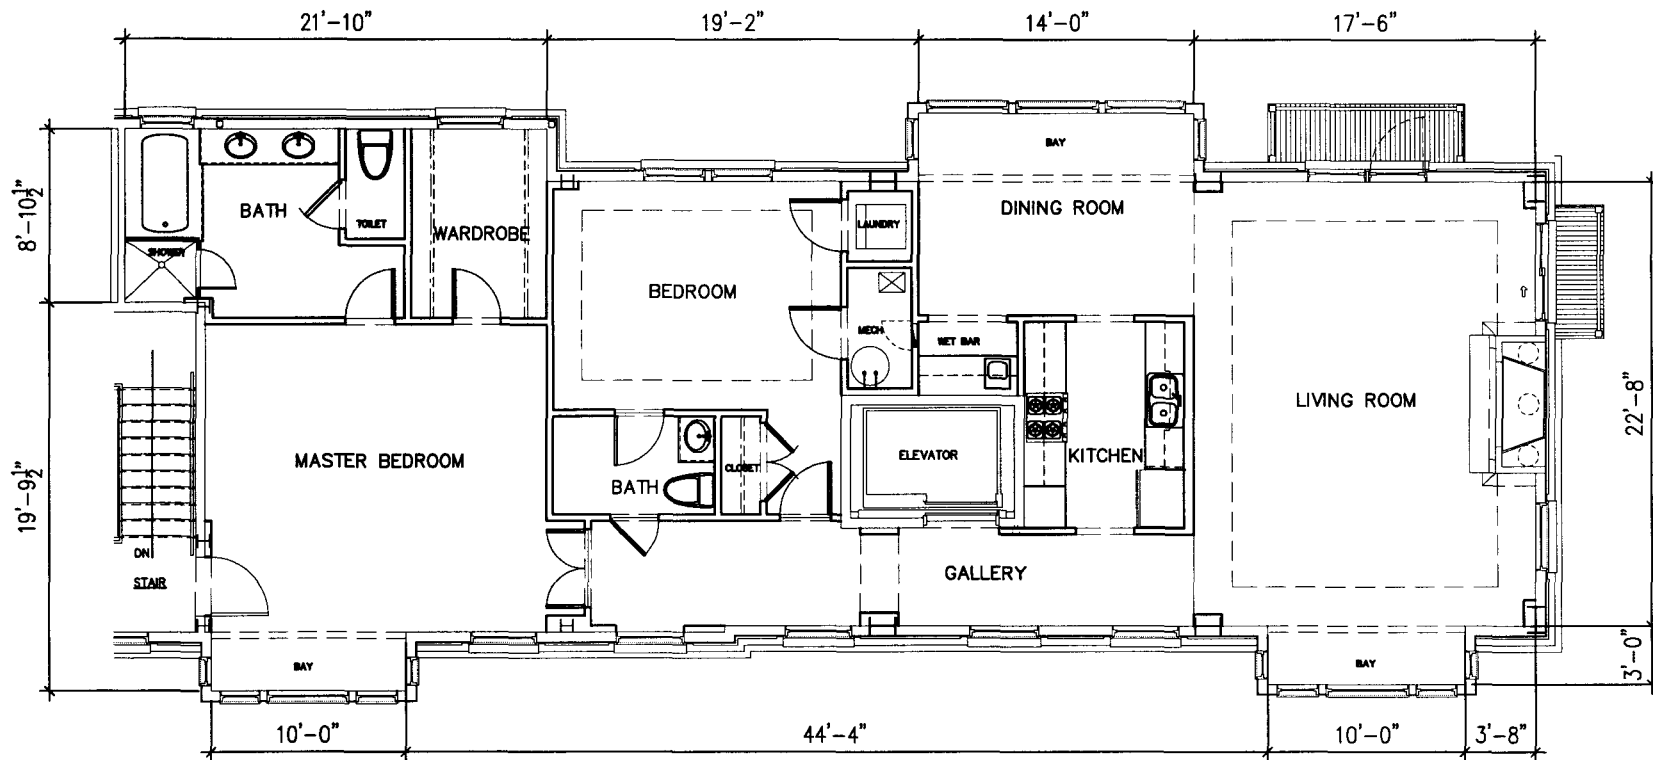 21'-10"
19'-2"
14'-0"
17'-6"
BAY
8'-10½"
BATH
TOILET
WARDROBE
LAUNDRY
DINING ROOM
SHOWER
BEDROOM
MECH
WET BAR
LIVING ROOM
22'-8"
MASTER BEDROOM
CLOSET
ELEVATOR
KITCHEN
BATH
19'-9½"
DN
STAIR
GALLERY
BAY
BAY
3'-0"
10'-0"
44'-4"
10'-0"
3'-8"